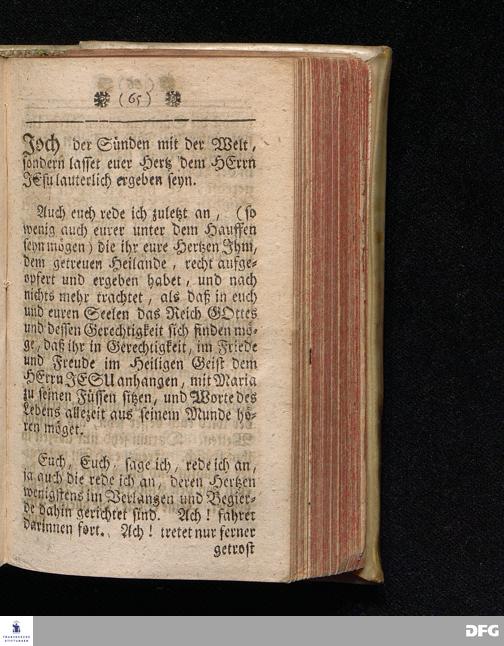 (65)
Joch der Sünden mit der Welt,
sondern lasset euer Hertz dem HErrn
JEsu lauterlich ergeben seyn.
Auch euch rede ich zuletzt an, (so
wenig auch eurer unter dem Hauffen
seyn mögen) die ihr eure Hertzen Jhm,
dem getreuen Heilande, recht aufge-
opfert und ergeben habet, und nach
nichts mehr trachtet, als daß in euch
und euren Seelen das Reich GOttes
und dessen Gerechtigkeit sich finden mö-
ge, daß ihr in Gerechtigkeit, im Friede
und Freude im Heiligen Geist dem
HErrn JESU anhangen, mit Maria
zu seinen Füssen sitzen, und Worte des
Lebens allezeit aus seinem Munde hö-
ren möget.
Euch, Euch, sage ich, rede ich an,
ja auch die rede ich an, deren Hertzen
wenigstens im Verlangen und Begier-
de dahin gerichtet sind. Ach! fahret
darinnen fort. Ach! tretet nur ferner
getrost
FRANCKESCHE
STIFTUNGEN
DFG